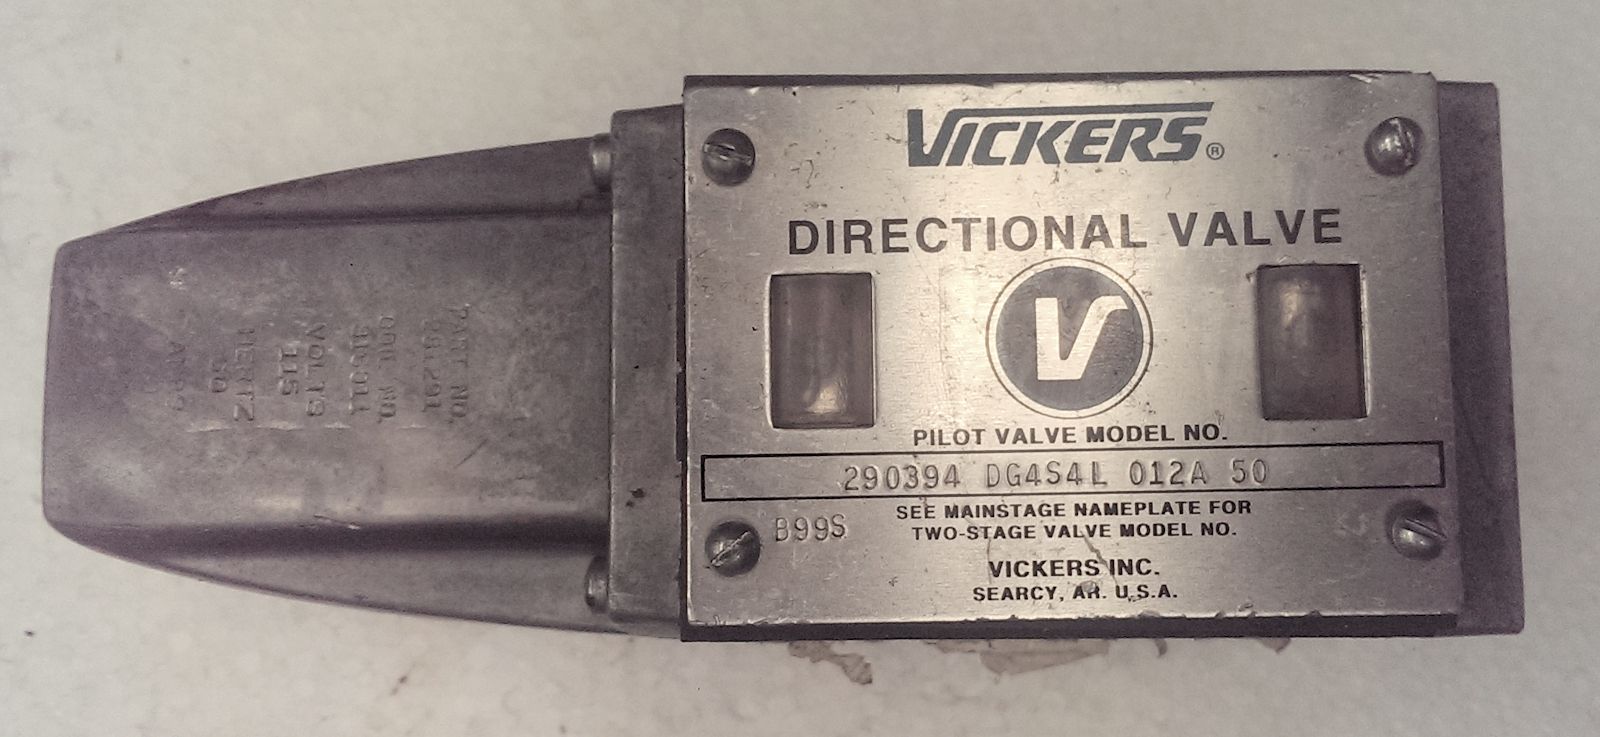 VICKERS®
DIRECTIONAL VALVE
V
PILOT VALVE MODEL NO.
290394 DG4S4L 012A 50
SEE MAINSTAGE NAMEPLATE FOR
TWO-STAGE VALVE MODEL NO.
B99S
VICKERS INC.
SEARCY, AR. U.S.A.
PART NO.
COIL NO.
VOLTS
115
HERTZ